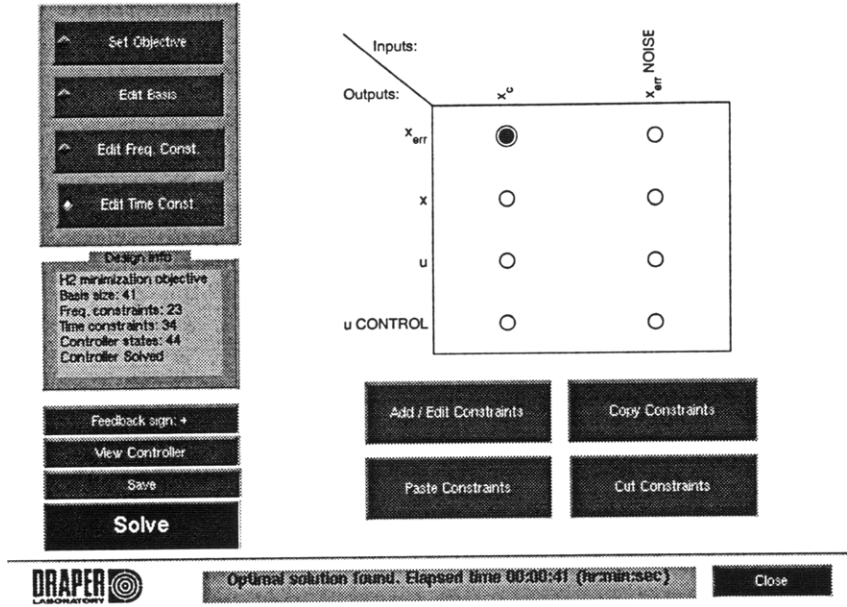 Set Objective
Edit Basis
Edit Freq. Const.
Edit Time Const.
Design Info
H2 minimization objective
Basis size: 41
Freq. constraints: 23
Time constraints: 34
Controller states: 44
Controller Solved
Feedback sign: +
View Controller
Save
Solve
Inputs:
Outputs:
x_c
x_err NOISE
x_err
x
u
u CONTROL
Add / Edit Constraints
Copy Constraints
Paste Constraints
Cut Constraints
DRAPER
LABORATORY
Optimal solution found. Elapsed time 00:00:41 (hr:min:sec)
Close